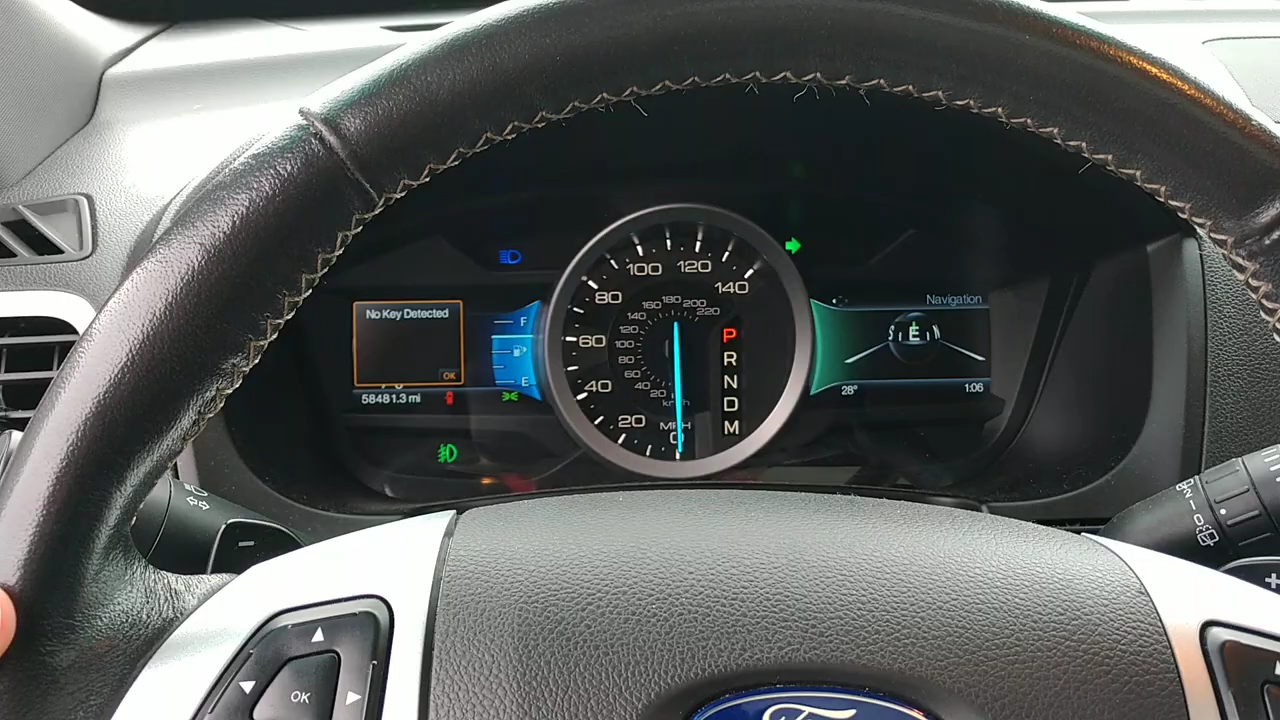 No Key Detected
OK
58481.3 mi
F
E
20
40
60
80
100
120
140
20
40
60
80
100
120
140
160
180
200
220
km/h
MPH
0
P
R
N
D
M
Navigation
E
28°
1:06
OK